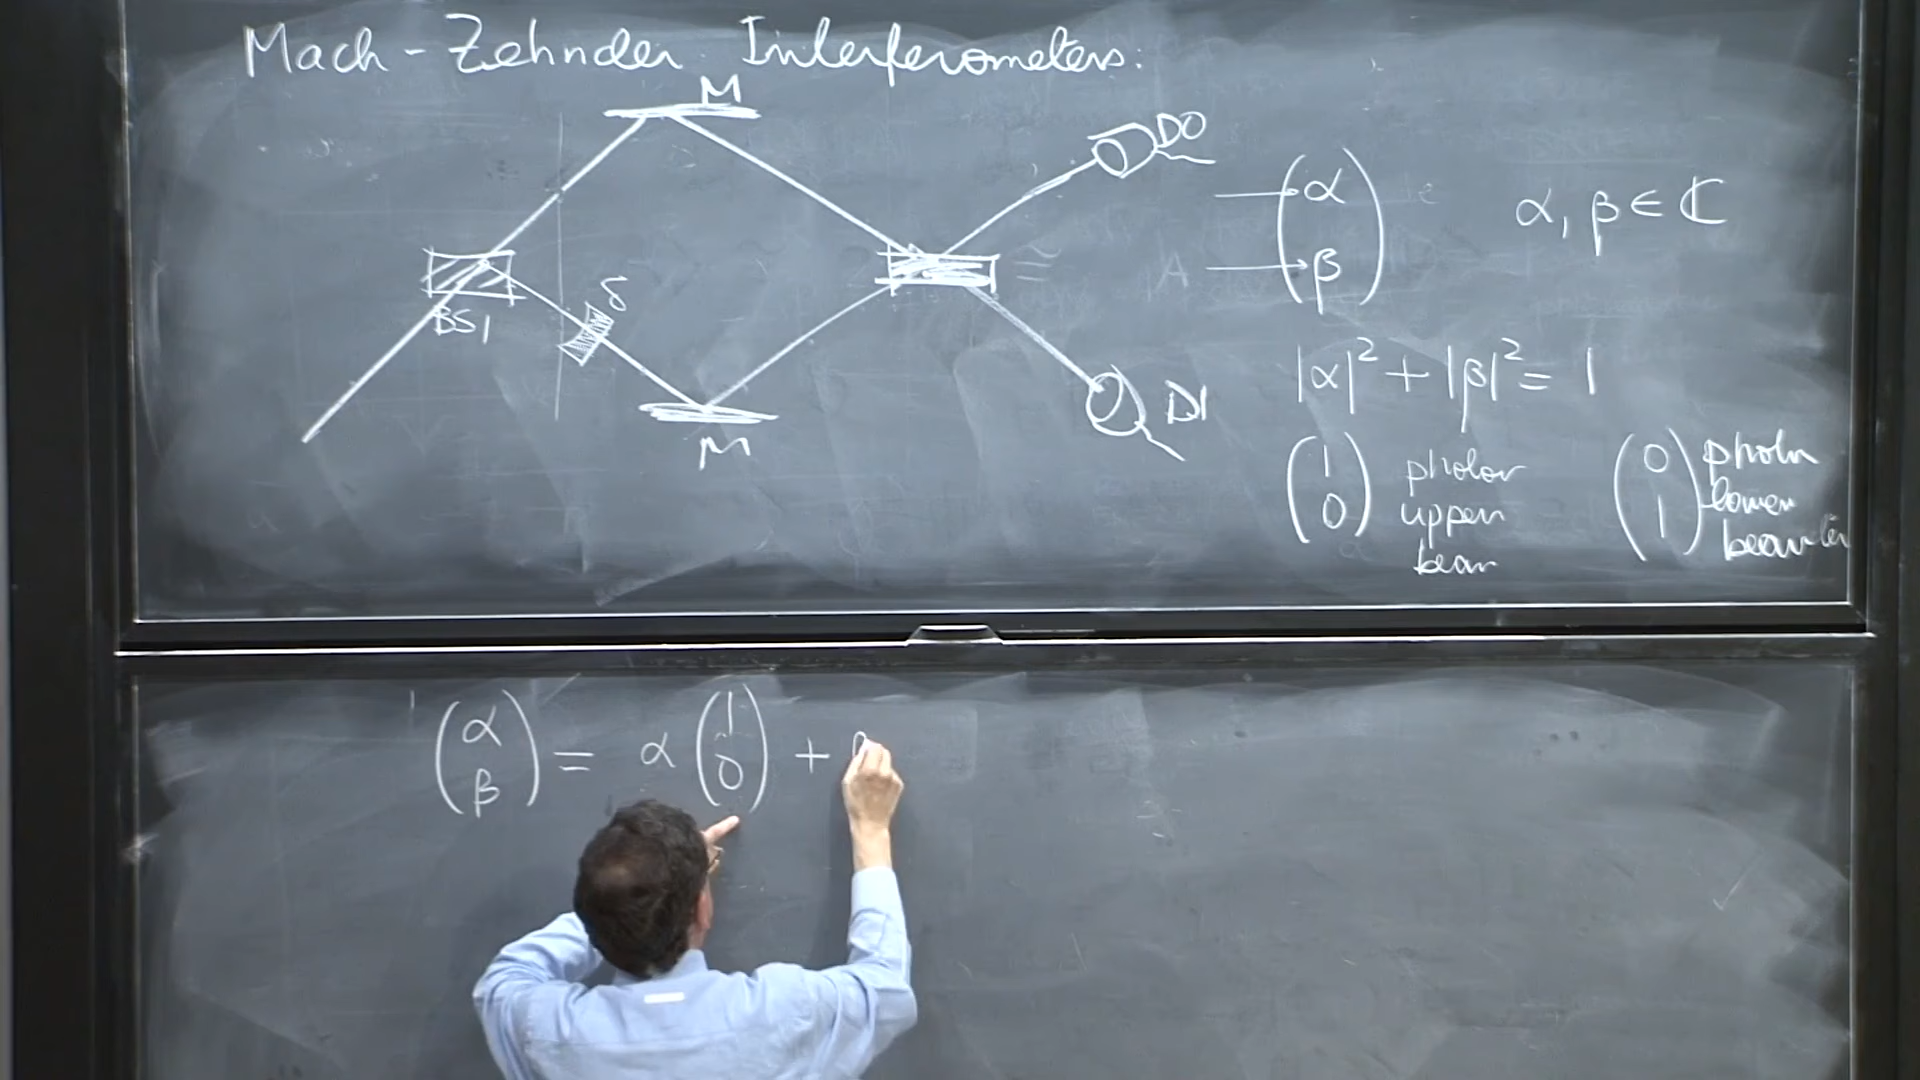 Mach-Zehnder Interferometers:
M
D0
BS1
δ
M
D1
(α β)
α, β ∈ ℂ
|α|² + |β|² = 1
(1 0) photon
upper
beam
(0 1) photon
lower
beam
(α β) = α (1 0) +